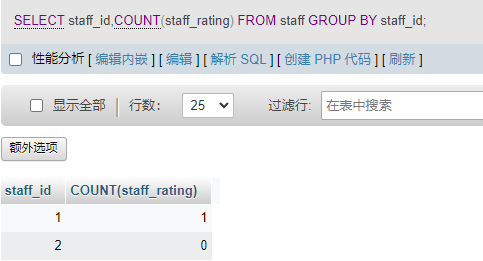 SELECT staff_id,COUNT(staff_rating) FROM staff GROUP BY staff_id;
性能分析 [ 编辑内嵌 ] [ 编辑 ] [ 解析 SQL ] [ 创建 PHP 代码 ] [ 刷新 ]
显示全部 行数: 25 过滤行: 在表中搜索
额外选项
staff_id COUNT(staff_rating)
1 1
2 0